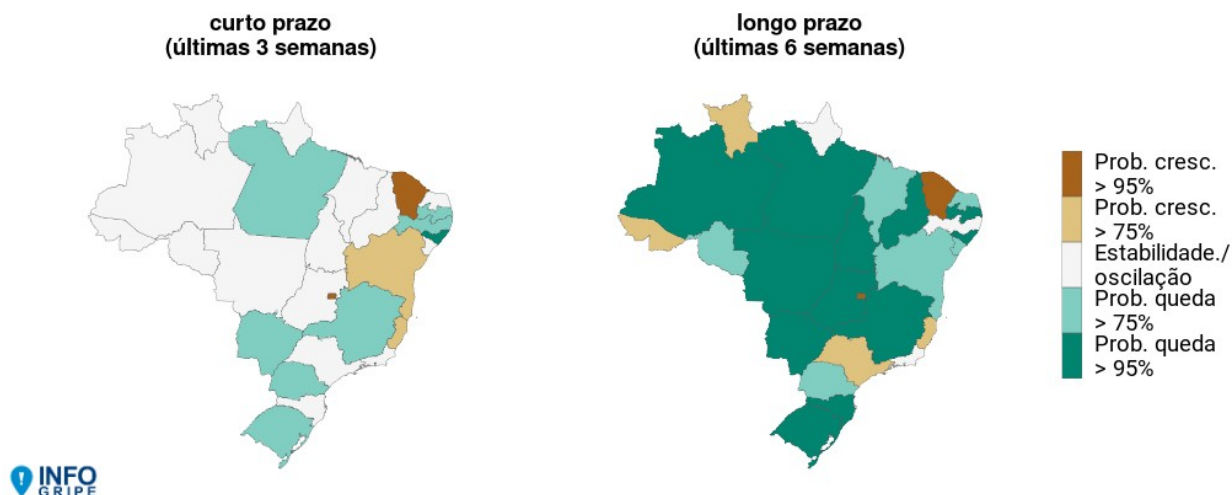 curto prazo
(últimas 3 semanas)
longo prazo
(últimas 6 semanas)
Prob. cresc.
> 95%
Prob. cresc.
> 75%
Estabilidade./
oscilação
Prob. queda
> 75%
Prob. queda
> 95%
INFO
GRIPE